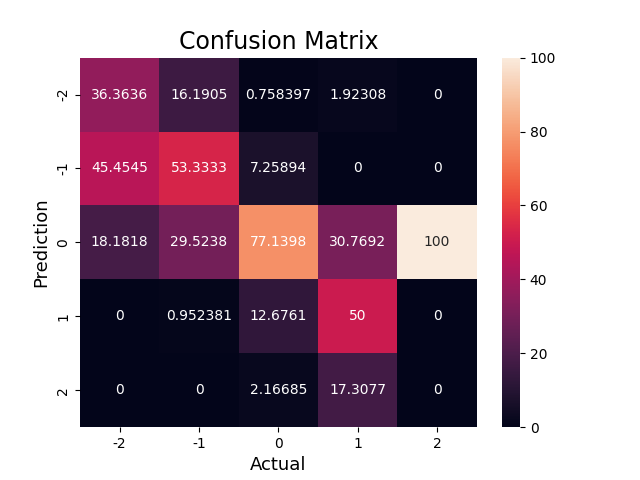 Confusion Matrix
-2 36.3636 16.1905 0.758397 1.92308 0
-1 45.4545 53.3333 7.25894 0 0
0 18.1818 29.5238 77.1398 30.7692 100
1 0 0.952381 12.6761 50 0
2 0 0 2.16685 17.3077 0
-2 -1 0 1 2
Prediction
Actual
100
80
60
40
20
0